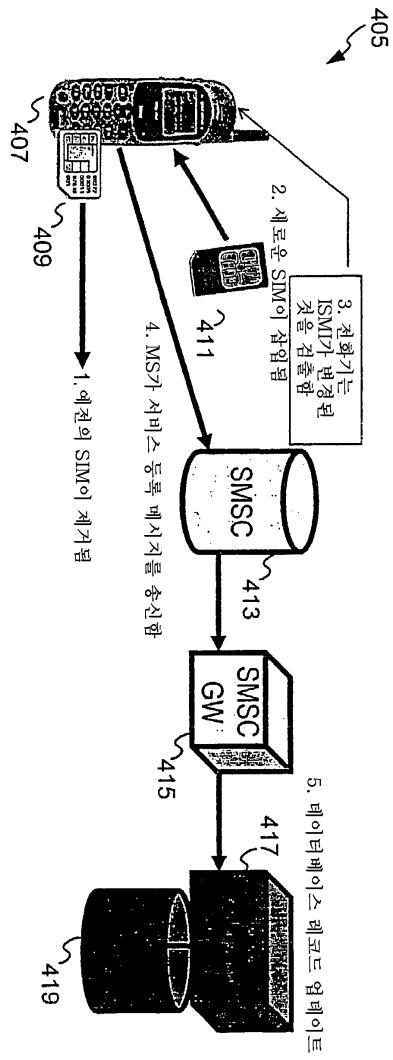 405
407
409
1. 예전의 SIM이 제거됨
2. 새로운 SIM이 삽입됨
411
3. 전화기는
ISMI가 변경된
것을 검출함
4. MS가 서비스 등록 메시지를 송신함
SMSC
413
SMSC
GW
415
5. 데이터베이스 레코드 업데이트
417
419